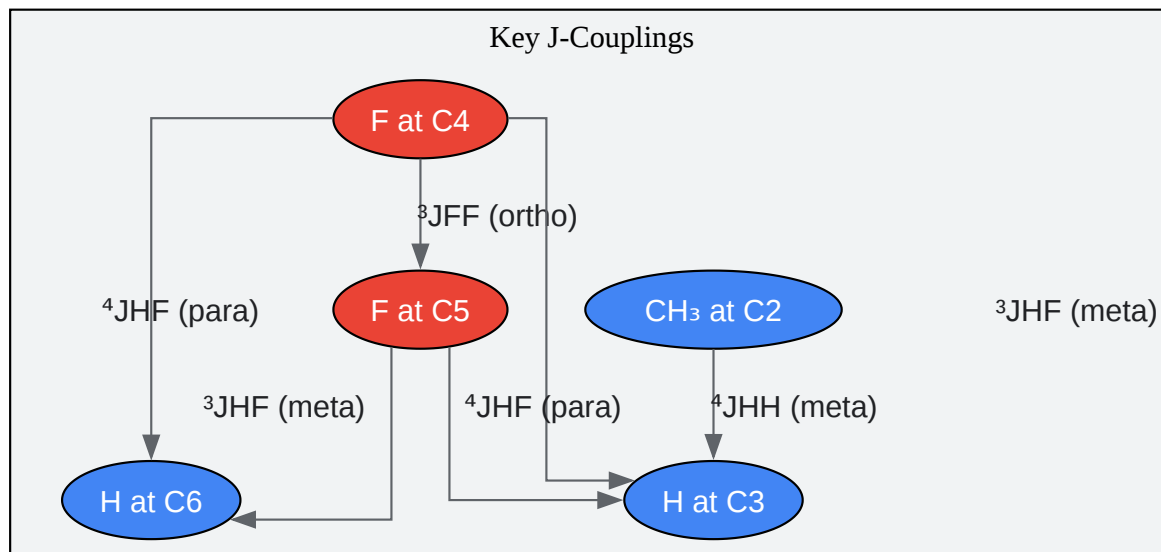 Key J-Couplings
F at C4
³JFF (ortho)
⁴JHF (para)
F at C5
CH₃ at C2
³JHF (meta)
³JHF (meta)
⁴JHF (para)
⁴JHH (meta)
H at C6
H at C3